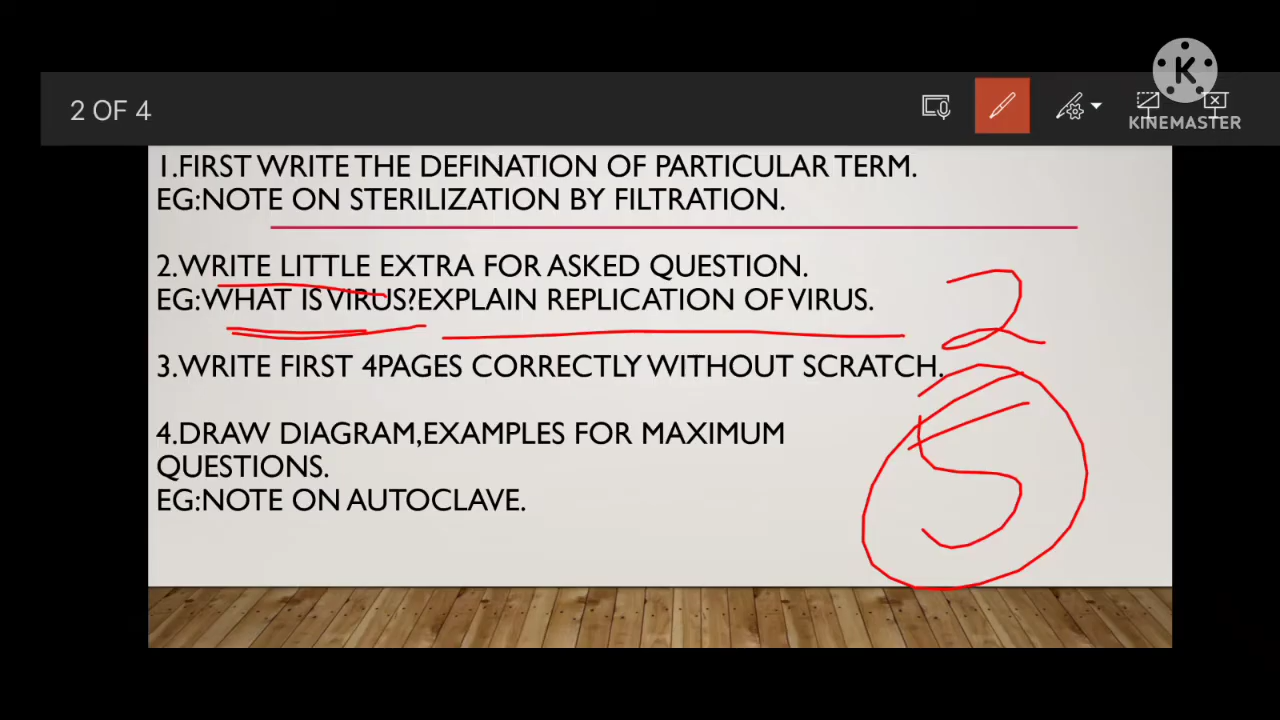 2 OF 4
K
KINEMASTER
1.FIRST WRITE THE DEFINATION OF PARTICULAR TERM.
EG:NOTE ON STERILIZATION BY FILTRATION.
2.WRITE LITTLE EXTRA FOR ASKED QUESTION.
EG:WHAT IS VIRUS?EXPLAIN REPLICATION OF VIRUS.
2
3.WRITE FIRST 4PAGES CORRECTLY WITHOUT SCRATCH.
4.DRAW DIAGRAM,EXAMPLES FOR MAXIMUM
QUESTIONS.
EG:NOTE ON AUTOCLAVE.
5